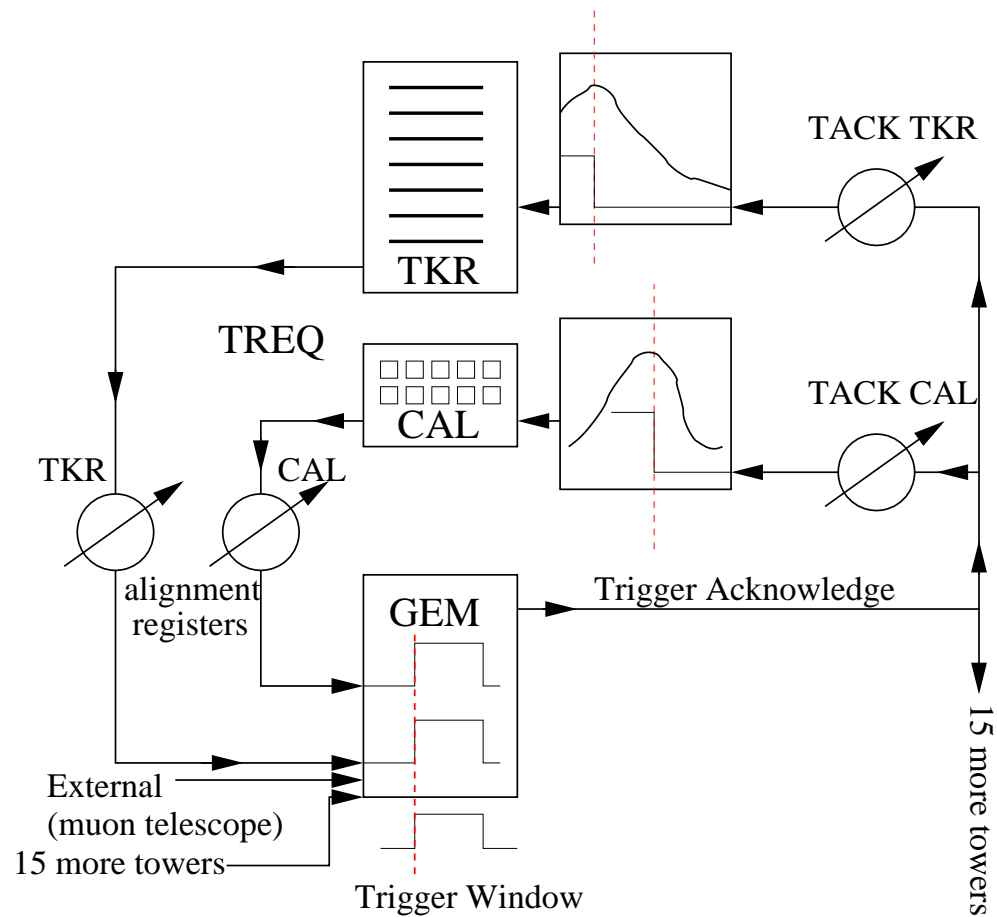 TACK TKR
TKR
TREQ
TACK CAL
CAL
TKR
CAL
alignment
registers
GEM
Trigger Acknowledge
External
(muon telescope)
15 more towers
Trigger Window
15 more towers